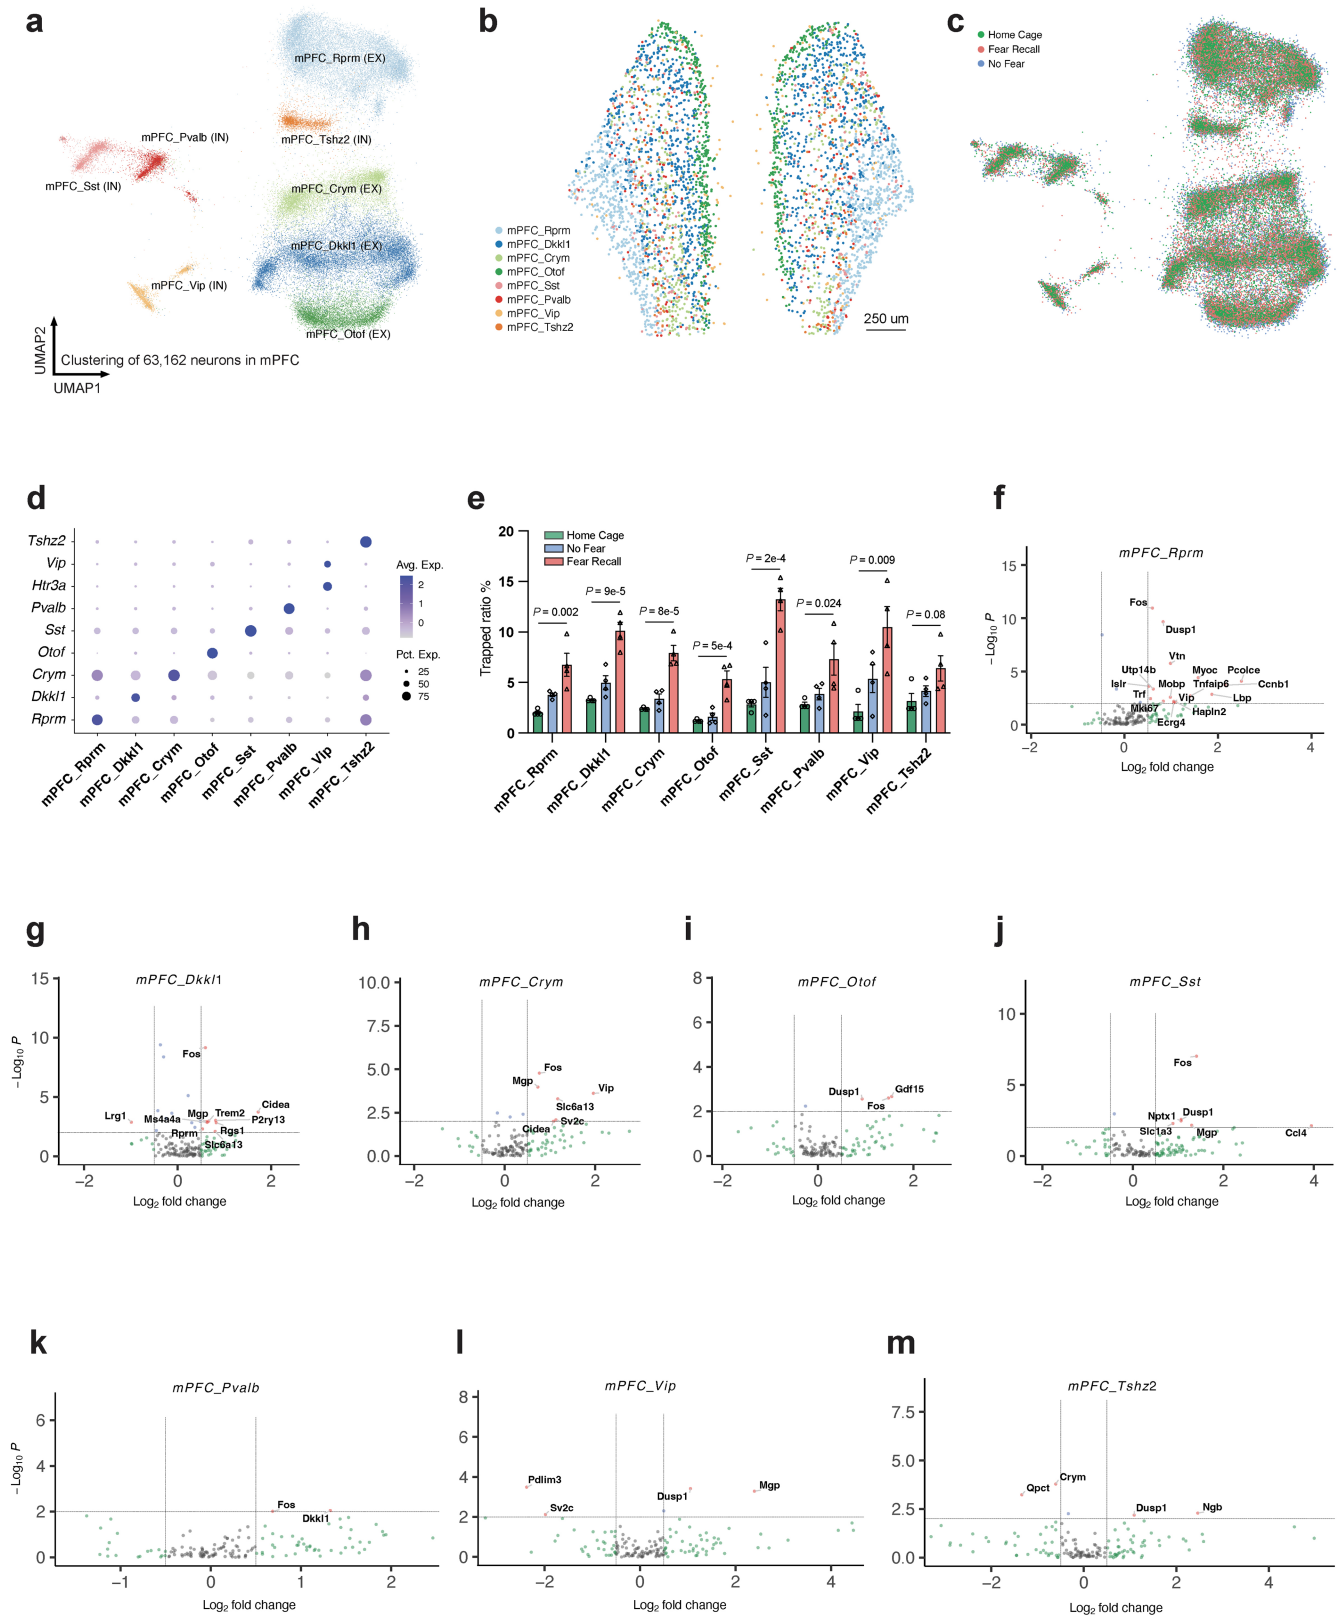 a
mPFC_Rprm (EX)
mPFC_Tshz2 (IN)
mPFC_Pvalb (IN)
mPFC_Sst (IN)
mPFC_Crym (EX)
mPFC_Dkkl1 (EX)
mPFC_Vip (IN)
mPFC_Otof (EX)
UMAP2
Clustering of 63,162 neurons in mPFC
UMAP1
b
mPFC_Rprm
mPFC_Dkkl1
mPFC_Crym
mPFC_Otof
mPFC_Sst
mPFC_Pvalb
mPFC_Vip
mPFC_Tshz2
250 um
c
Home Cage
Fear Recall
No Fear
d
Tshz2
Vip
Htr3a
Pvalb
Sst
Otof
Crym
Dkkl1
Rprm
mPFC_Rprm
mPFC_Dkkl1
mPFC_Crym
mPFC_Otof
mPFC_Sst
mPFC_Pvalb
mPFC_Vip
mPFC_Tshz2
Avg. Exp.
2
1
0
Pct. Exp.
25
50
75
e
Home Cage
No Fear
Fear Recall
Trapped ratio %
20
15
10
5
0
P = 0.002
P = 9e-5
P = 8e-5
P = 5e-4
P = 2e-4
P = 0.024
P = 0.009
P = 0.08
mPFC_Rprm
mPFC_Dkkl1
mPFC_Crym
mPFC_Otof
mPFC_Sst
mPFC_Pvalb
mPFC_Vip
mPFC_Tshz2
f
mPFC_Rprm
− Log10 P
15
10
5
0
Fos
Dusp1
Vtn
Utp14b
Myoc
Pcolce
Islr
Mobp
Tnfaip6
Ccnb1
Trf
Vip
Lbp
Mki67
Hapln2
Ecrg4
−2
0
2
4
Log2 fold change
g
mPFC_Dkkl1
− Log10 P
15
10
5
0
Fos
Cidea
Lrg1
Ms4a4a
Mgp
Trem2
P2ry13
Rprm
Rgs1
Slc6a13
−2
0
2
Log2 fold change
h
mPFC_Crym
10.0
7.5
5.0
2.5
0.0
Fos
Mgp
Vip
Slc6a13
Sv2c
Cidea
−2
0
2
Log2 fold change
i
mPFC_Otof
8
6
4
2
0
Dusp1
Gdf15
Fos
−2
0
2
Log2 fold change
j
mPFC_Sst
10
5
0
Fos
Nptx1
Dusp1
Slc1a3
Mgp
Ccl4
−2
0
2
4
Log2 fold change
k
mPFC_Pvalb
− Log10 P
6
4
2
0
Fos
Dkkl1
−1
0
1
2
Log2 fold change
l
mPFC_Vip
8
6
4
2
0
Pdlim3
Sv2c
Dusp1
Mgp
−2
0
2
4
Log2 fold change
m
mPFC_Tshz2
7.5
5.0
2.5
0.0
Crym
Qpct
Dusp1
Ngb
−2
0
2
4
Log2 fold change